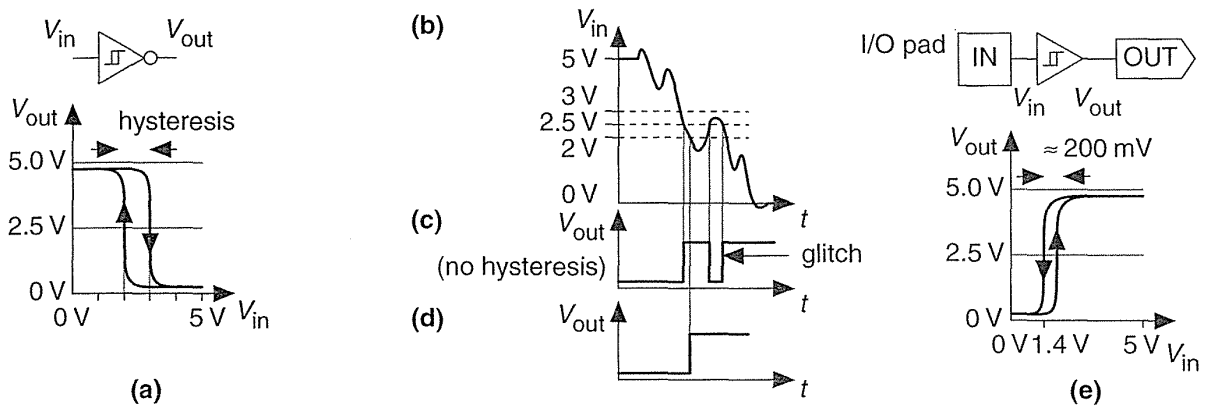 V_in V_out
V_out hysteresis
5.0 V
2.5 V
0 V
0 V 5 V V_in
(a)
(b) V_in
5 V
3 V
2.5 V
2 V
0 V
t
(c) V_out
(no hysteresis) glitch
t
(d) V_out
t
I/O pad IN OUT
V_in V_out
V_out ≈ 200 mV
5.0 V
2.5 V
0 V
0 V 1.4 V 5 V V_in
(e)